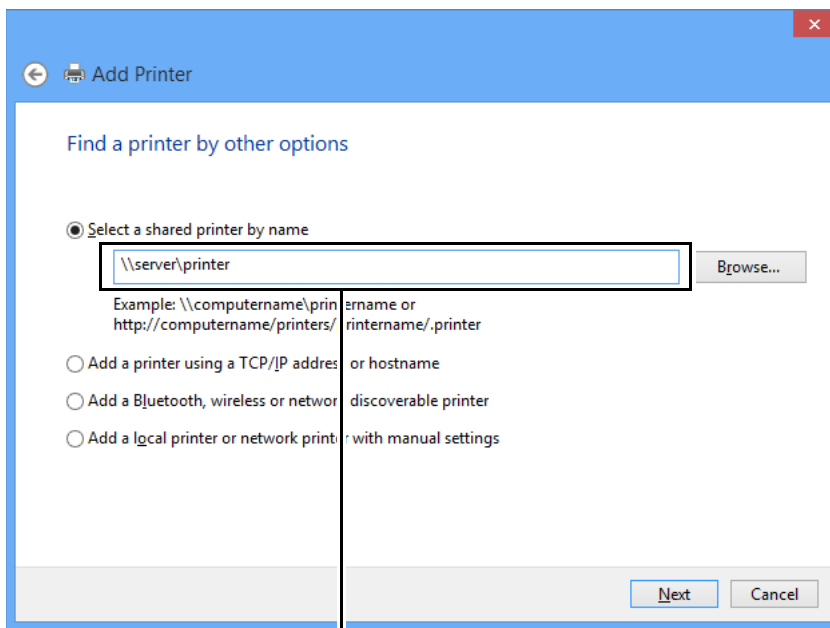 Add Printer
Find a printer by other options
Select a shared printer by name
\\server\printer
Browse...
Example: \\computername\printername or
http://computername/printers/printername/.printer
Add a printer using a TCP/IP address or hostname
Add a Bluetooth, wireless or network discoverable printer
Add a local printer or network printer with manual settings
Next
Cancel